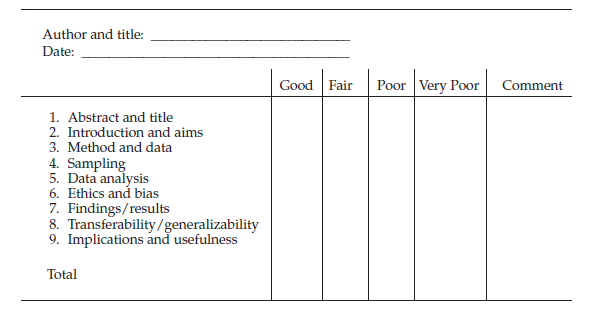 Author and title:
Date:
Good Fair Poor Very Poor Comment
1. Abstract and title
2. Introduction and aims
3. Method and data
4. Sampling
5. Data analysis
6. Ethics and bias
7. Findings/results
8. Transferability/generalizability
9. Implications and usefulness
Total